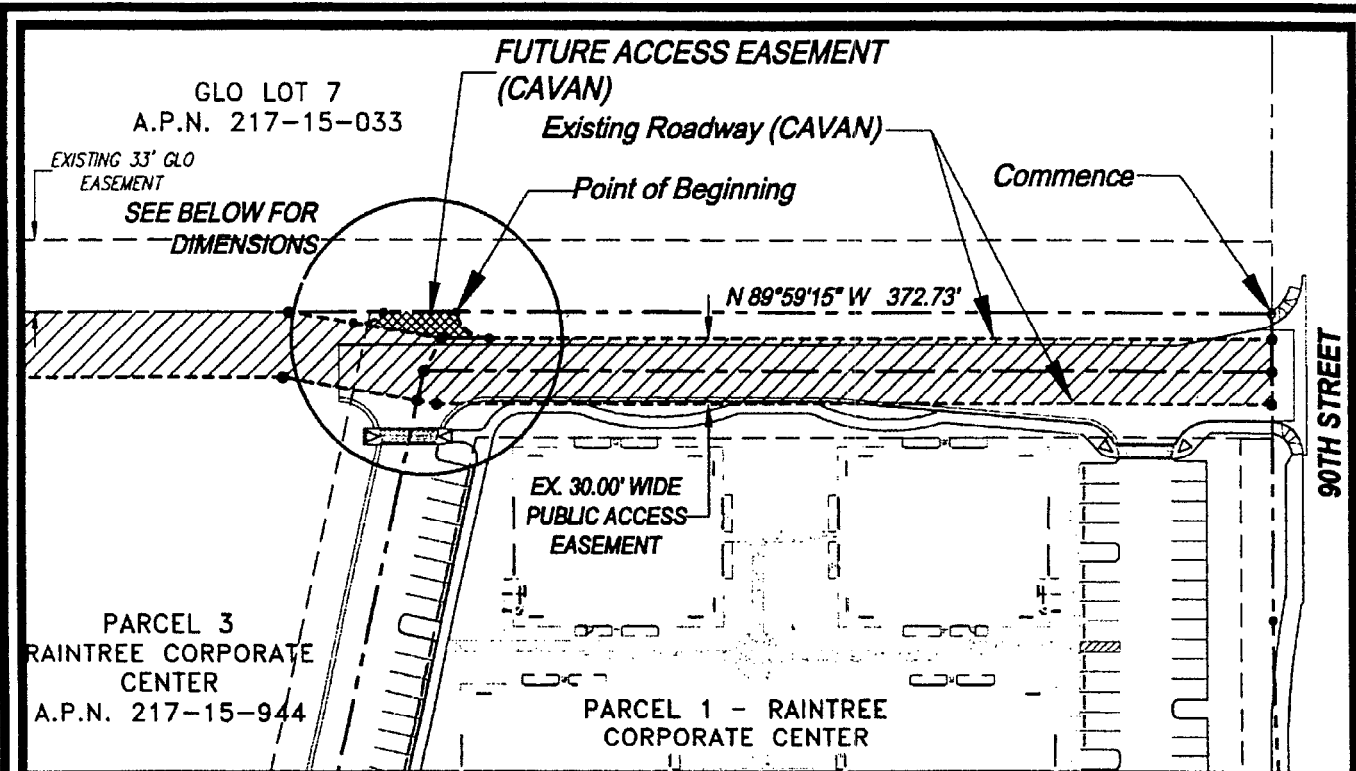 FUTURE ACCESS EASEMENT
(CAVAN)
GLO LOT 7
A.P.N. 217-15-033
Existing Roadway (CAVAN)
EXISTING 33' GLO
EASEMENT
Point of Beginning
Commence
SEE BELOW FOR
DIMENSIONS
N 89°59'15" W 372.73'
90TH STREET
EX. 30.00' WIDE
PUBLIC ACCESS
EASEMENT
PARCEL 3
RAINTREE CORPORATE
CENTER
A.P.N. 217-15-944
PARCEL 1 - RAINTREE
CORPORATE CENTER